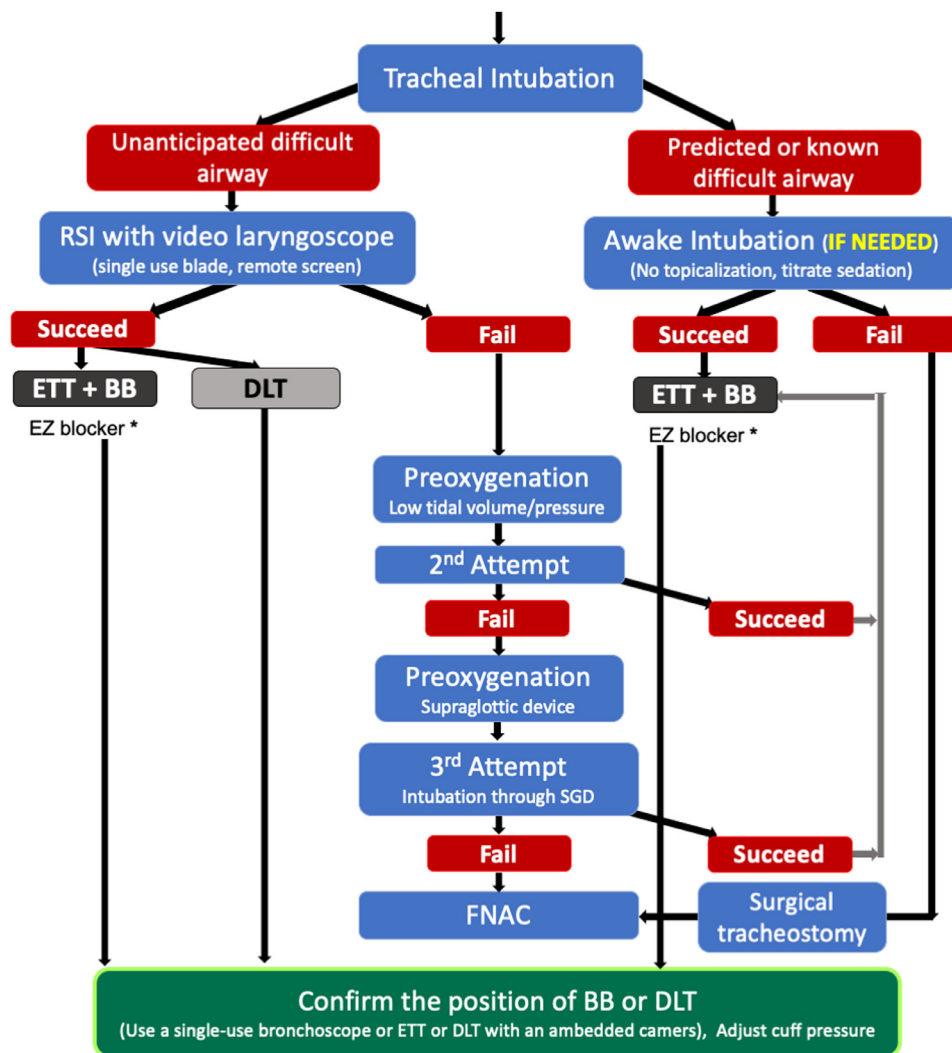 Tracheal Intubation
Unanticipated difficult
airway
Predicted or known
difficult airway
RSI with video laryngoscope
(single use blade, remote screen)
Awake Intubation (IF NEEDED)
(No topicalization, titrate sedation)
Succeed
Fail
Succeed
Fail
ETT + BB
DLT
ETT + BB
EZ blocker *
EZ blocker *
Preoxygenation
Low tidal volume/pressure
2nd Attempt
Fail
Succeed
Preoxygenation
Supraglottic device
3rd Attempt
Intubation through SGD
Fail
Succeed
FNAC
Surgical
tracheostomy
Confirm the position of BB or DLT
(Use a single-use bronchoscope or ETT or DLT with an ambedded camers), Adjust cuff pressure